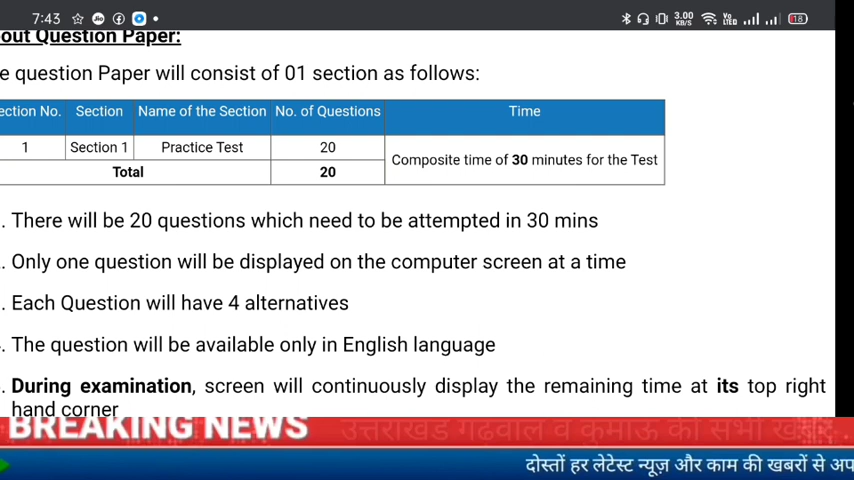 7:43 3.00 KB/S Vo LTE 18
out Question Paper:
e question Paper will consist of 01 section as follows:
ection No. Section Name of the Section No. of Questions Time
1 Section 1 Practice Test 20 Composite time of 30 minutes for the Test
Total 20
. There will be 20 questions which need to be attempted in 30 mins
. Only one question will be displayed on the computer screen at a time
. Each Question will have 4 alternatives
. The question will be available only in English language
. During examination, screen will continuously display the remaining time at its top right
hand corner
BREAKING NEWS उत्तराखंड गढ़वाल व कुमाऊ की सभी
दोस्तों हर लेटेस्ट न्यूज़ और काम की खबरों से अप